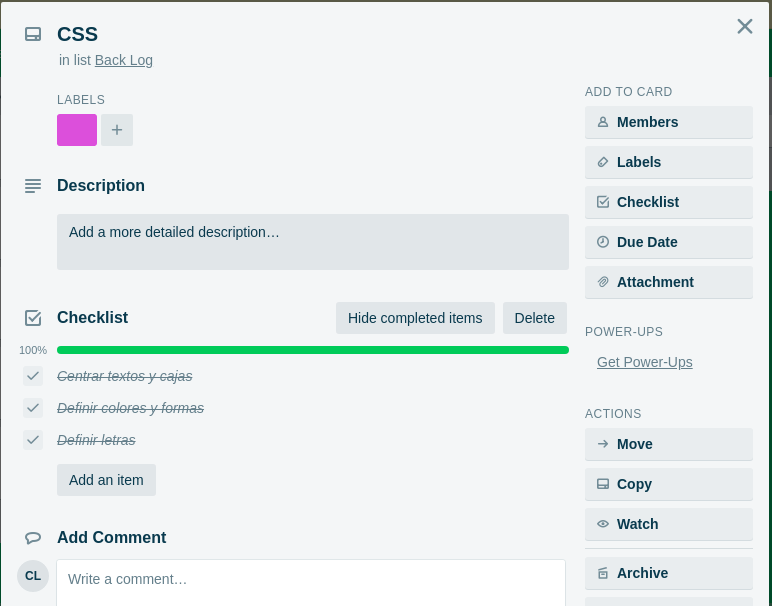 CSS
in list Back Log
LABELS
+
Description
Add a more detailed description…
Checklist
Hide completed items
Delete
100%
Centrar textos y cajas
Definir colores y formas
Definir letras
Add an item
Add Comment
CL
Write a comment…
ADD TO CARD
Members
Labels
Checklist
Due Date
Attachment
POWER-UPS
Get Power-Ups
ACTIONS
Move
Copy
Watch
Archive